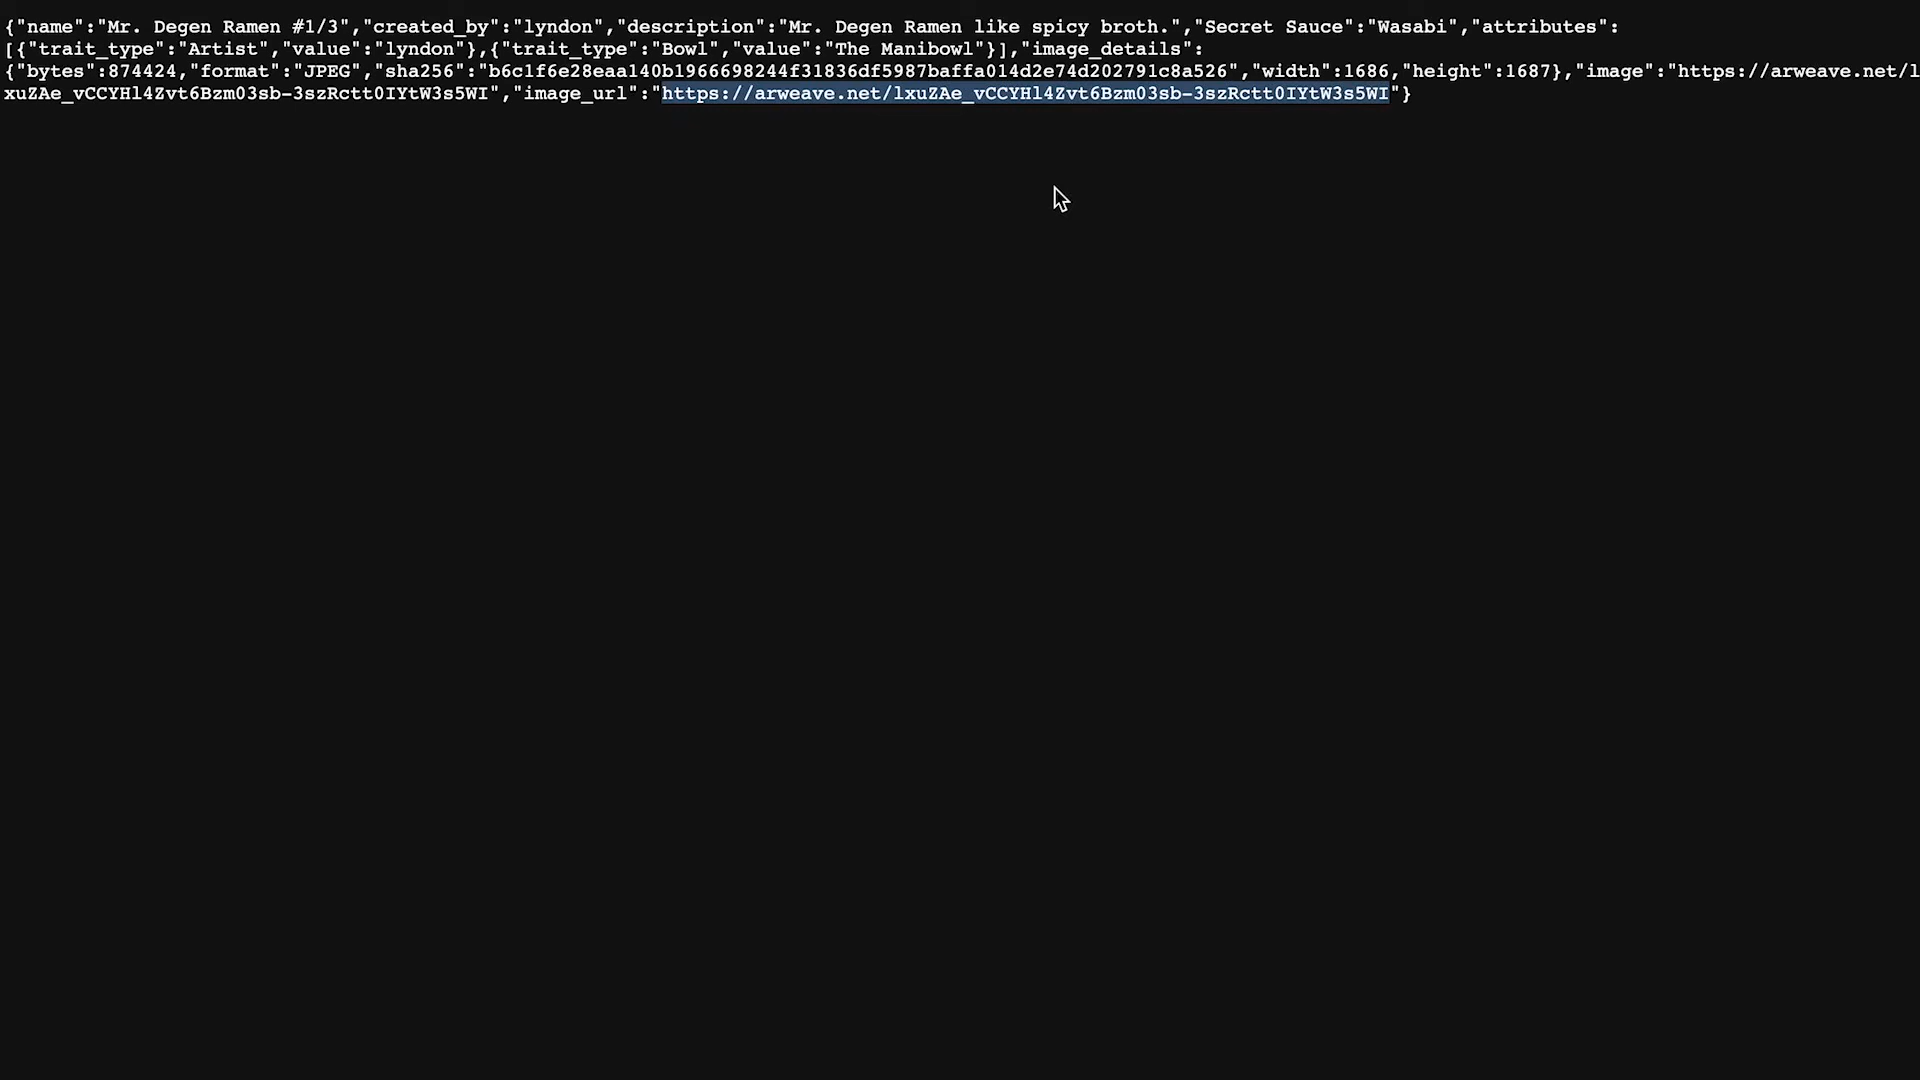 {"name":"Mr. Degen Ramen #1/3","created_by":"lyndon","description":"Mr. Degen Ramen like spicy broth.","Secret Sauce":"Wasabi","attributes":
[{"trait_type":"Artist","value":"lyndon"},{"trait_type":"Bowl","value":"The Manibowl"}],"image_details":
{"bytes":874424,"format":"JPEG","sha256":"b6c1f6e28eaa140b1966698244f31836df5987baffa014d2e74d202791c8a526","width":1686,"height":1687},"image":"https://arweave.net/l
xuZAe_vCCYHl4Zvt6Bzm03sb-3szRctt0IYtW3s5WI","image_url":"https://arweave.net/lxuZAe_vCCYHl4Zvt6Bzm03sb-3szRctt0IYtW3s5WI"}